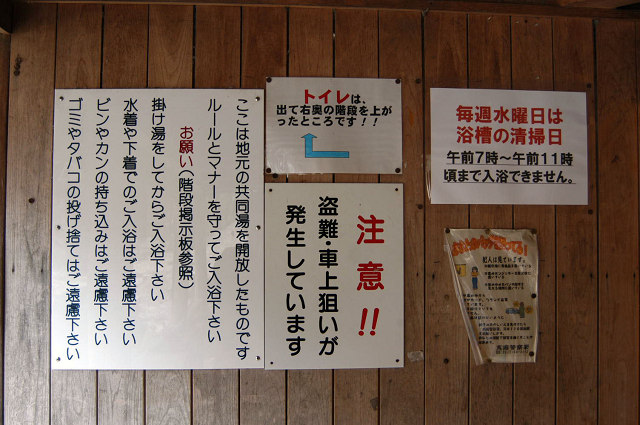 ここは地元の共同湯を開放したものです
ルールとマナーを守ってご入浴下さい
お願い(階段掲示板参照)
掛け湯をしてからご入浴下さい
水着や下着でのご入浴はご遠慮下さい
ビンやカンの持ち込みはご遠慮下さい
ゴミやタバコの投げ捨てはご遠慮下さい
トイレは、
出て右奥の階段を上が
ったところです!!
注意!!
盗難・車上狙いが
発生しています
毎週水曜日は
浴槽の清掃日
午前7時~午前11時
頃まで入浴できません。
犯人は見ています。